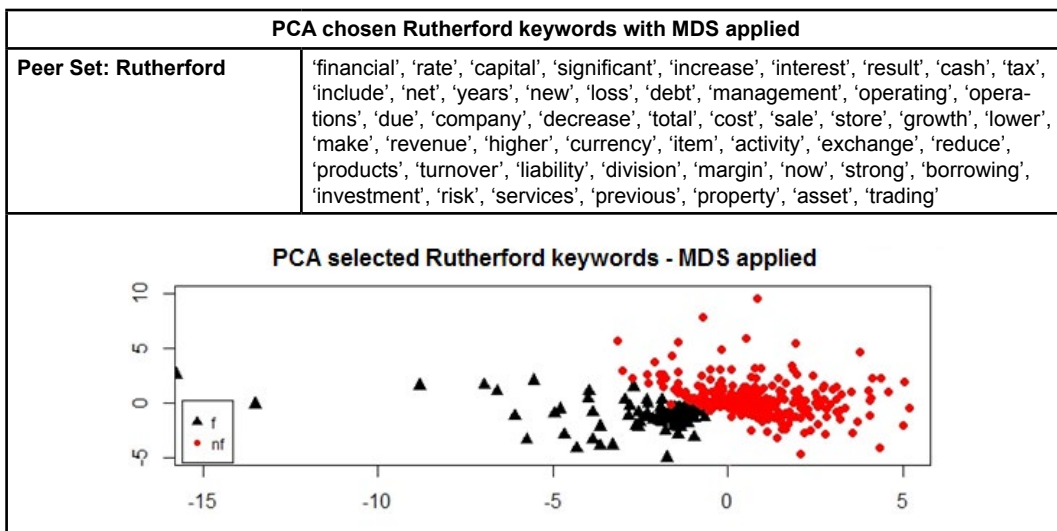 PCA chosen Rutherford keywords with MDS applied
Peer Set: Rutherford
‘financial’, ‘rate’, ‘capital’, ‘significant’, ‘increase’, ‘interest’, ‘result’, ‘cash’, ‘tax’,
‘include’, ‘net’, ‘years’, ‘new’, ‘loss’, ‘debt’, ‘management’, ‘operating’, ‘opera-
tions’, ‘due’, ‘company’, ‘decrease’, ‘total’, ‘cost’, ‘sale’, ‘store’, ‘growth’, ‘lower’,
‘make’, ‘revenue’, ‘higher’, ‘currency’, ‘item’, ‘activity’, ‘exchange’, ‘reduce’,
‘products’, ‘turnover’, ‘liability’, ‘division’, ‘margin’, ‘now’, ‘strong’, ‘borrowing’,
‘investment’, ‘risk’, ‘services’, ‘previous’, ‘property’, ‘asset’, ‘trading’
PCA selected Rutherford keywords - MDS applied
10
5
0
-5
f
nf
-15 -10 -5 0 5